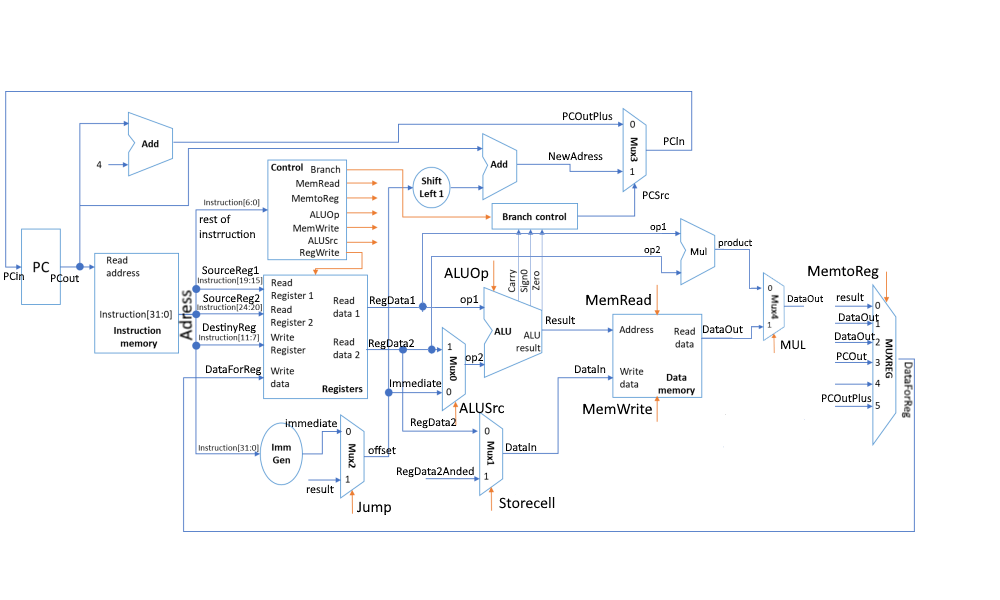 PCOutPlus
0
Mux3
1
PCIn
Add
4
Add
NewAdress
PCSrc
Control
Branch
MemRead
MemtoReg
ALUOp
MemWrite
ALUSrc
RegWrite
Shift
Left 1
Branch control
Instruction[6:0]
rest of
instrruction
op1
op2
Mul
product
PCin
PC
PCout
Read
address
Instruction[31:0]
Instruction
memory
Adress
SourceReg1
Instruction[19:15]
SourceReg2
Instruction[24:20]
DestinyReg
Instruction[11:7]
DataForReg
Read
Register 1
Read
Register 2
Write
Register
Write
data
Read
data 1
Read
data 2
Registers
RegData1
RegData2
ALUOp
Carry
Sign0
Zero
op1
ALU
ALU
result
op2
Result
1
Mux0
0
Immediate
ALUSrc
MemRead
Address
Read
data
Write
data
Data
memory
MemWrite
DataOut
DataIn
0
Mux4
1
MUL
DataOut
MemtoReg
result
0
DataOut
1
DataOut
2
PCOut
3
4
PCOutPlus
5
MUXREG
DataForReg
Instruction[31:0]
Imm
Gen
immediate
0
Mux2
1
result
offset
Jump
RegData2
0
Mux1
1
RegData2Anded
DataIn
Storecell